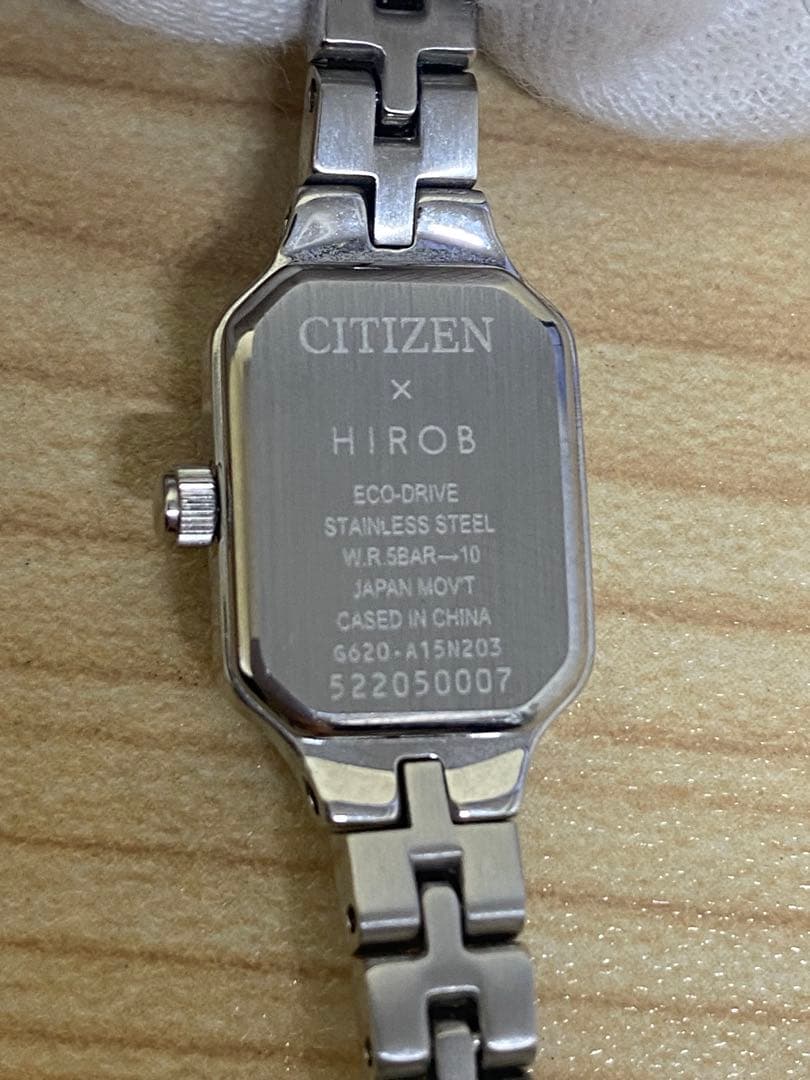 CITIZEN
×
HIROB
ECO-DRIVE
STAINLESS STEEL
W.R.5BAR→10
JAPAN MOV'T
CASED IN CHINA
G620-A15N203
522050007